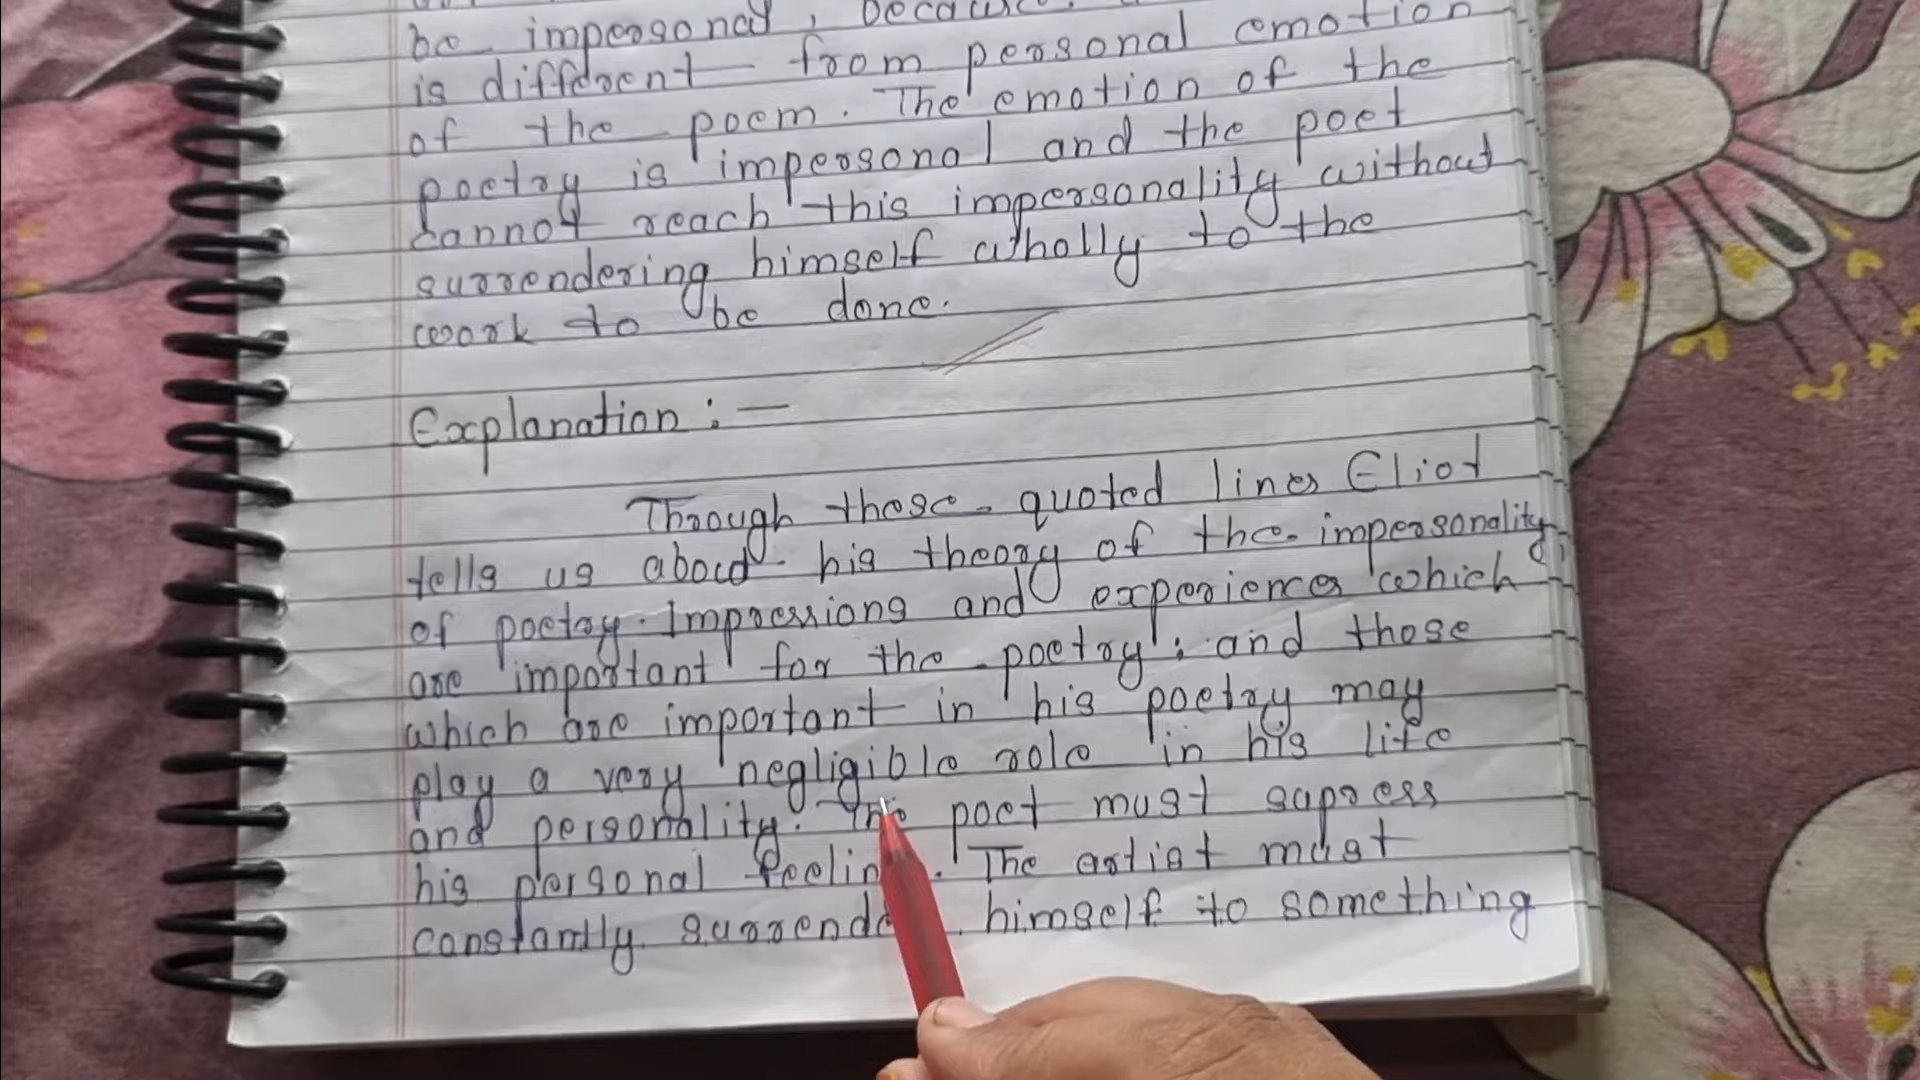 be impersonal, because
is different from personal emotion
of the poem. The emotion of the
poetry is impersonal and the poet
cannot reach this impersonality without
surrendering himself wholly to the
work to be done.
Explanation : —
Through these quoted lines Eliot
tells us about his theory of the impersonality
of poetry. Impressions and experiences which
are important for the poetry; and those
which are important in his poetry may
play a very negligible role in his life
and personality. The poet must supress
his personal feelin . The artist must
constantly surrende himself to something